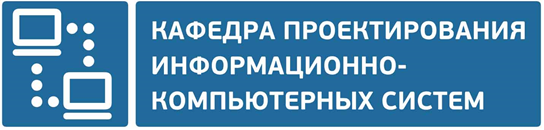 КАФЕДРА ПРОЕКТИРОВАНИЯ
ИНФОРМАЦИОННО-
КОМПЬЮТЕРНЫХ СИСТЕМ